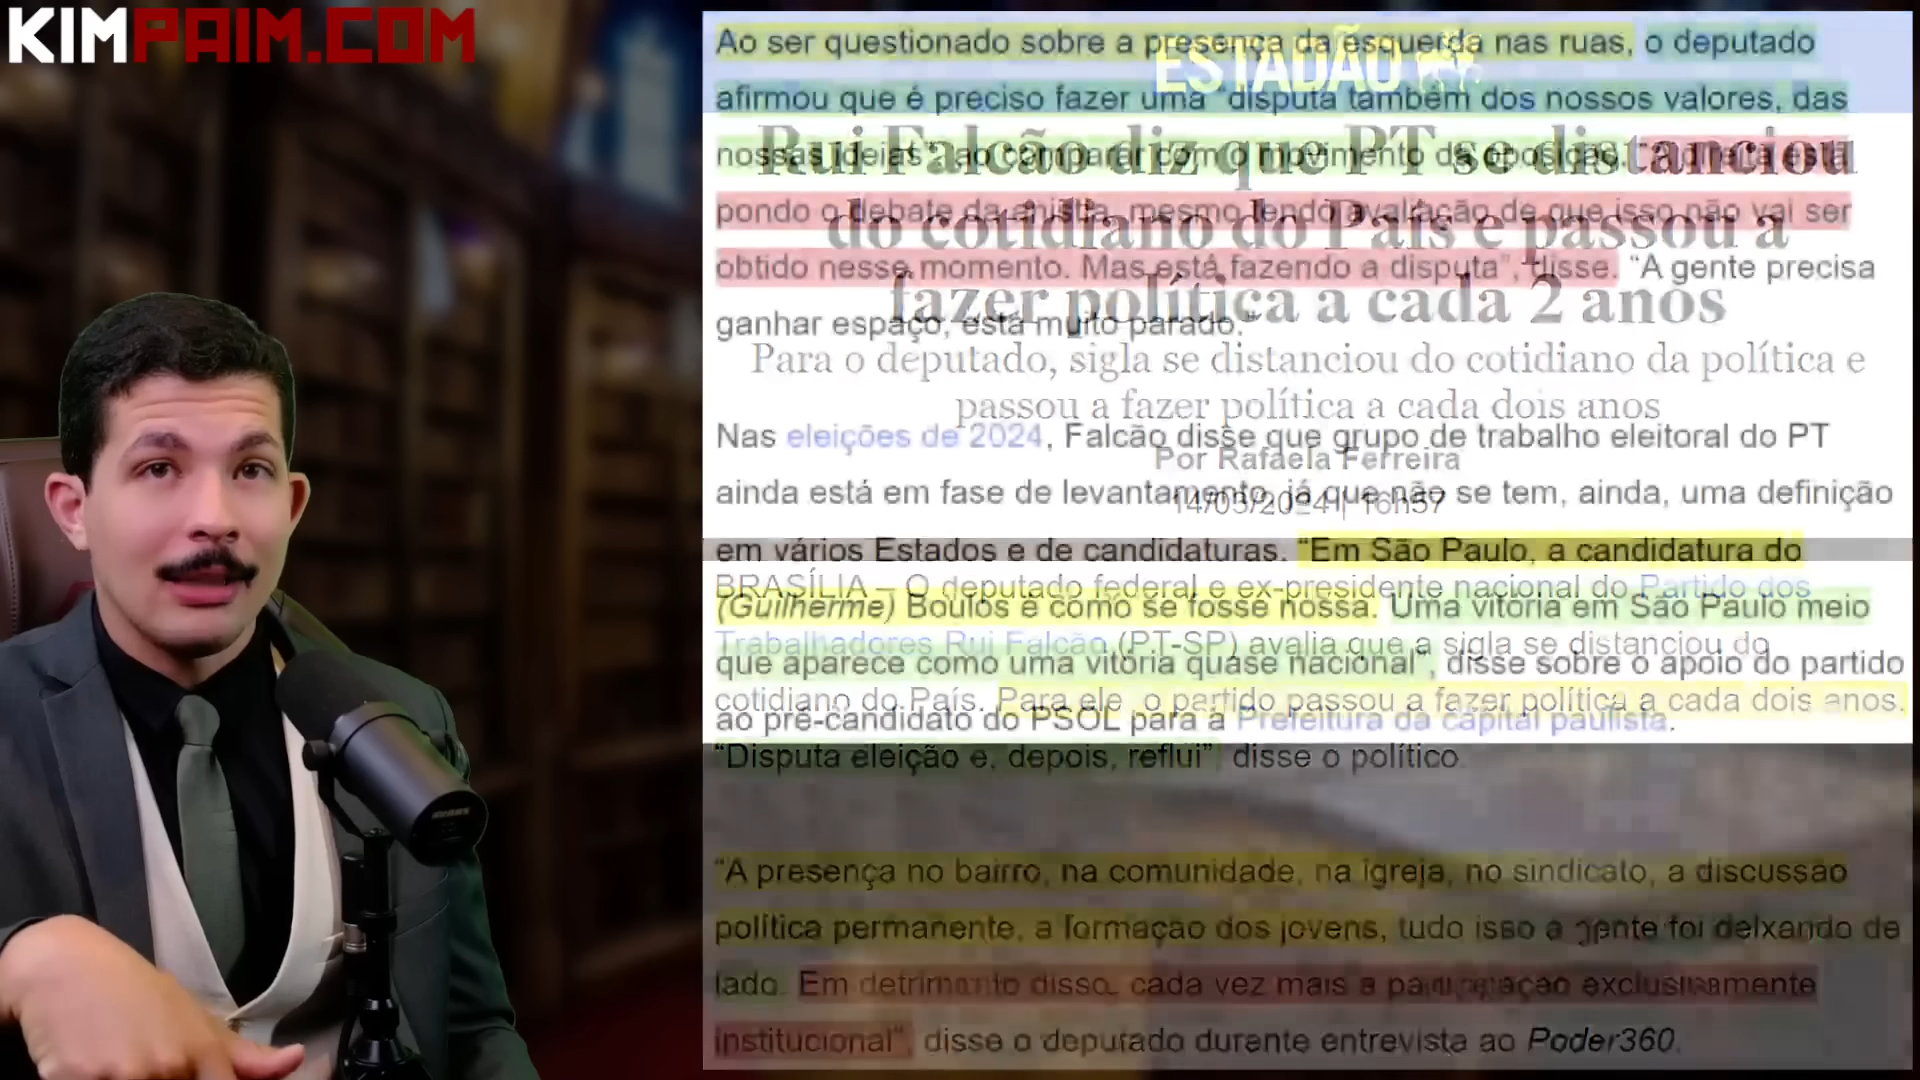 KIMPAIM.COM
Ao ser questionado sobre a presença da esquerda nas ruas, o deputado
ESTADÃO
afirmou que é preciso fazer uma "disputa também dos nossos valores, das
nossas ideias", ao comparar com o movimento da oposição. "A direita está
pondo o debate da anistia, mesmo tendo avaliação de que isso não vai ser
obtido nesse momento. Mas está fazendo a disputa", disse. "A gente precisa
ganhar espaço, está muito parado."
Rui Falcão diz que PT se distanciou
do cotidiano do País e passou a
fazer política a cada 2 anos
Para o deputado, sigla se distanciou do cotidiano da política e
passou a fazer política a cada dois anos
Por Rafaela Ferreira
16h57
Nas eleições de 2024, Falcão disse que grupo de trabalho eleitoral do PT
ainda está em fase de levantamento, já que não se tem, ainda, uma definição
em vários Estados e de candidaturas. "Em São Paulo, a candidatura do
(Guilherme) Boulos é como se fosse nossa. Uma vitória em São Paulo meio
que aparece como uma vitória quase nacional", disse sobre o apoio do partido
ao pré-candidato do PSOL para a Prefeitura da capital paulista.
BRASÍLIA – O deputado federal e ex-presidente nacional do Partido dos
Trabalhadores Rui Falcão (PT-SP) avalia que a sigla se distanciou do
cotidiano do País. Para ele, o partido passou a fazer política a cada dois anos.
"Disputa eleição e, depois, reflui" disse o político.
"A presença no bairro, na comunidade, na igreja, no sindicato, a discussão
política permanente, a formação dos jovens, tudo isso a gente foi deixando de
lado. Em detrimento disso, cada vez mais a participação exclusivamente
institucional", disse o deputado durante entrevista ao Poder360.